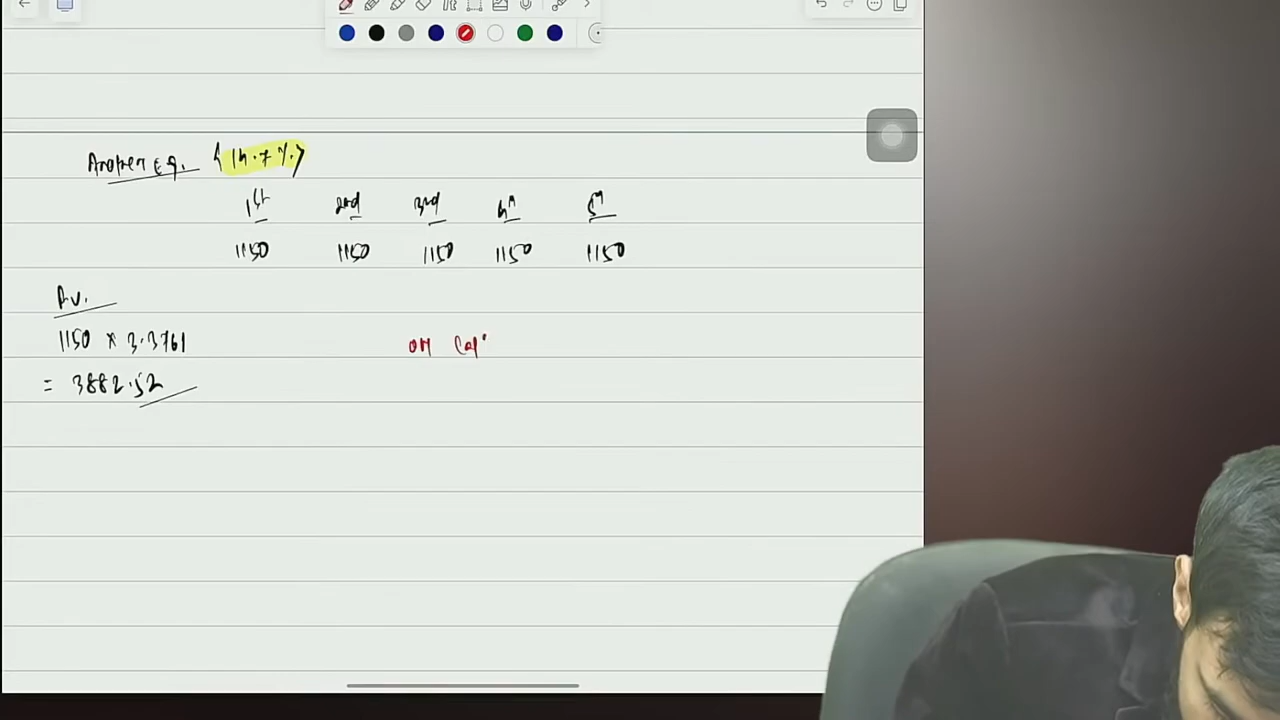 Another eg. {14.7%}
1st 2nd 3rd 4th 5th
1150 1150 1150 1150 1150
P.V.
1150 × 3.3761
= 3882.52
on Cal